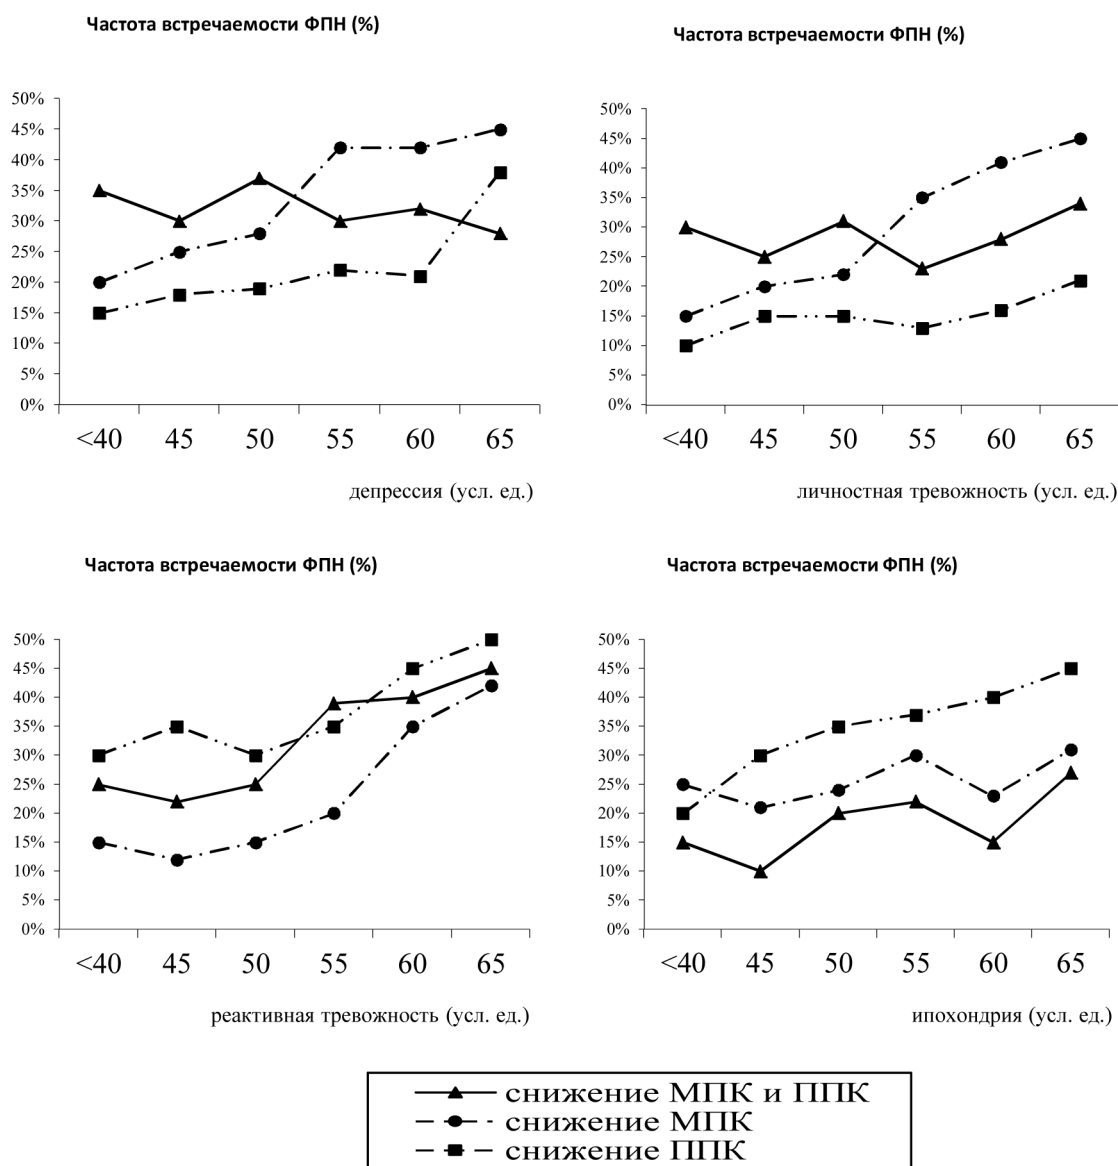 Частота встречаемости ФПН (%)
50%
45%
40%
35%
30%
25%
20%
15%
10%
5%
0%
<40 45 50 55 60 65
депрессия (усл. ед.)
Частота встречаемости ФПН (%)
50%
45%
40%
35%
30%
25%
20%
15%
10%
5%
0%
<40 45 50 55 60 65
личностная тревожность (усл. ед.)
Частота встречаемости ФПН (%)
50%
45%
40%
35%
30%
25%
20%
15%
10%
5%
0%
<40 45 50 55 60 65
реактивная тревожность (усл. ед.)
Частота встречаемости ФПН (%)
50%
45%
40%
35%
30%
25%
20%
15%
10%
5%
0%
<40 45 50 55 60 65
ипохондрия (усл. ед.)
снижение МПК и ППК
снижение МПК
снижение ППК